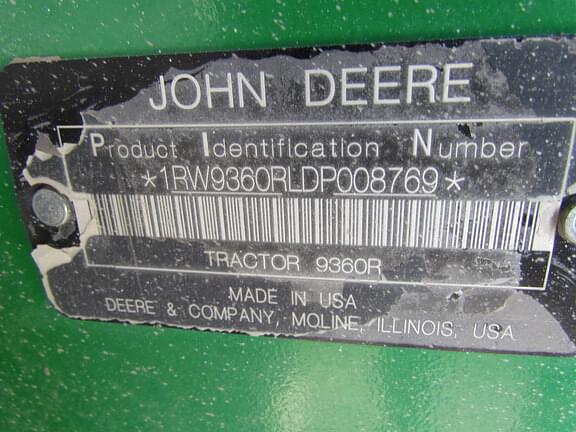 JOHN DEERE
Product Identification Number
*1RW9360RLDP008769*
TRACTOR 9360R
MADE IN USA
DEERE & COMPANY, MOLINE, ILLINOIS, USA